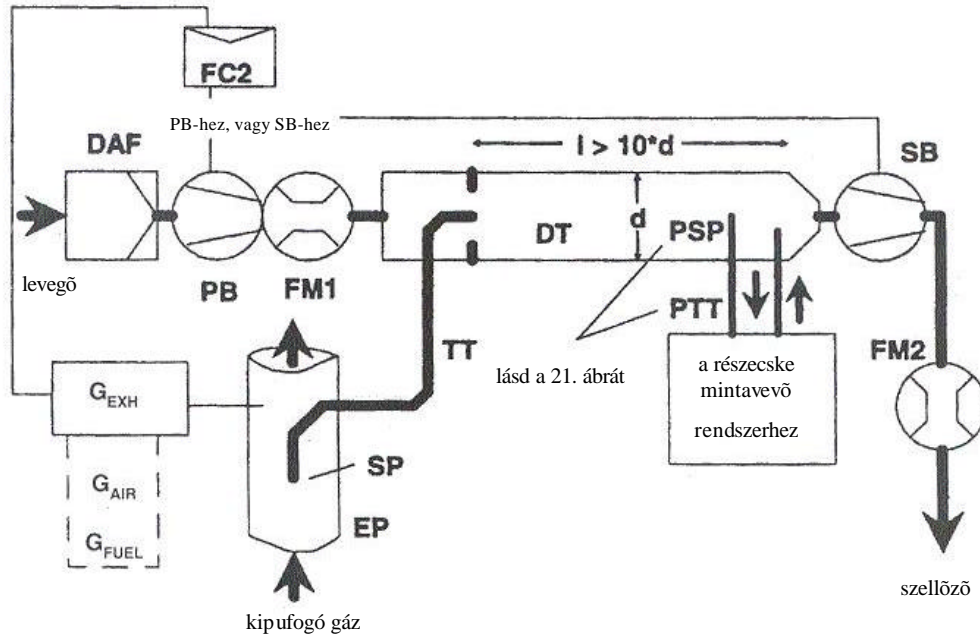 FC2
PB-hez, vagy SB-hez
DAF
l > 10*d
SB
d
DT
PSP
levegõ
PB
FM1
PTT
TT
FM2
lásd a 21. ábrát
a részecske
mintavevõ
rendszerhez
G_EXH
SP
G_AIR
EP
G_FUEL
szellõzõ
kipufogó gáz